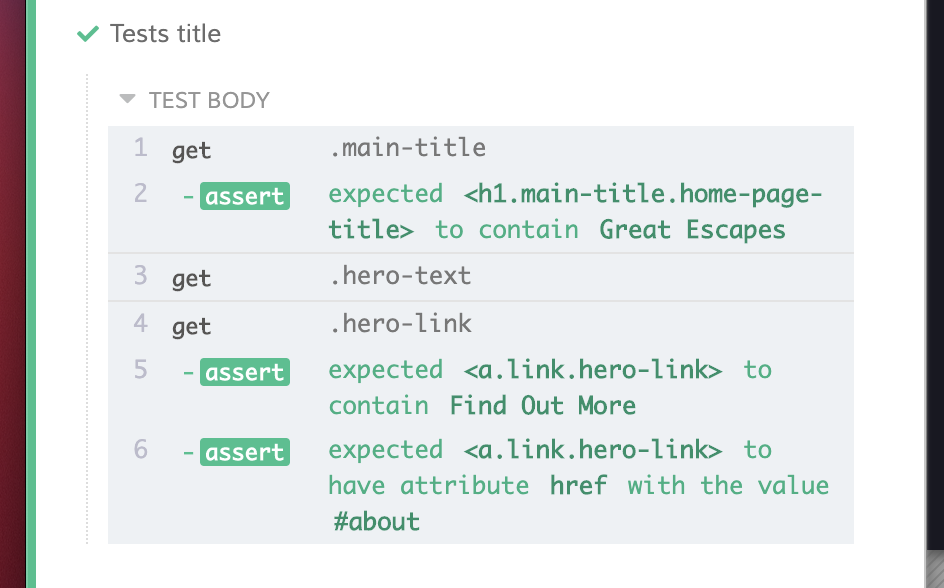 Tests title
TEST BODY
1 get .main-title
2 -assert expected <h1.main-title.home-page-
title> to contain Great Escapes
3 get .hero-text
4 get .hero-link
5 -assert expected <a.link.hero-link> to
contain Find Out More
6 -assert expected <a.link.hero-link> to
have attribute href with the value
#about